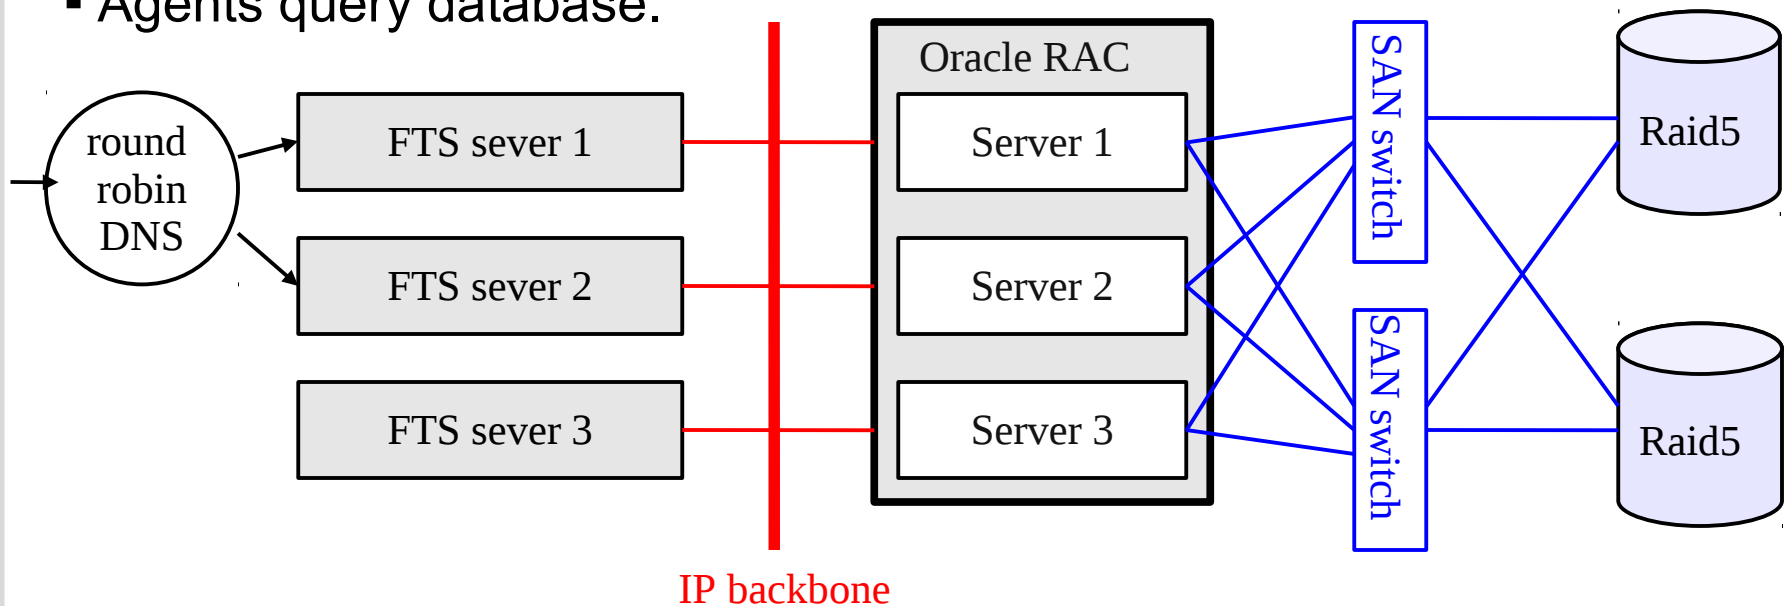 ▪ Agents query database.
round
robin
DNS
FTS sever 1
FTS sever 2
FTS sever 3
IP backbone
Oracle RAC
Server 1
Server 2
Server 3
SAN switch
SAN switch
Raid5
Raid5